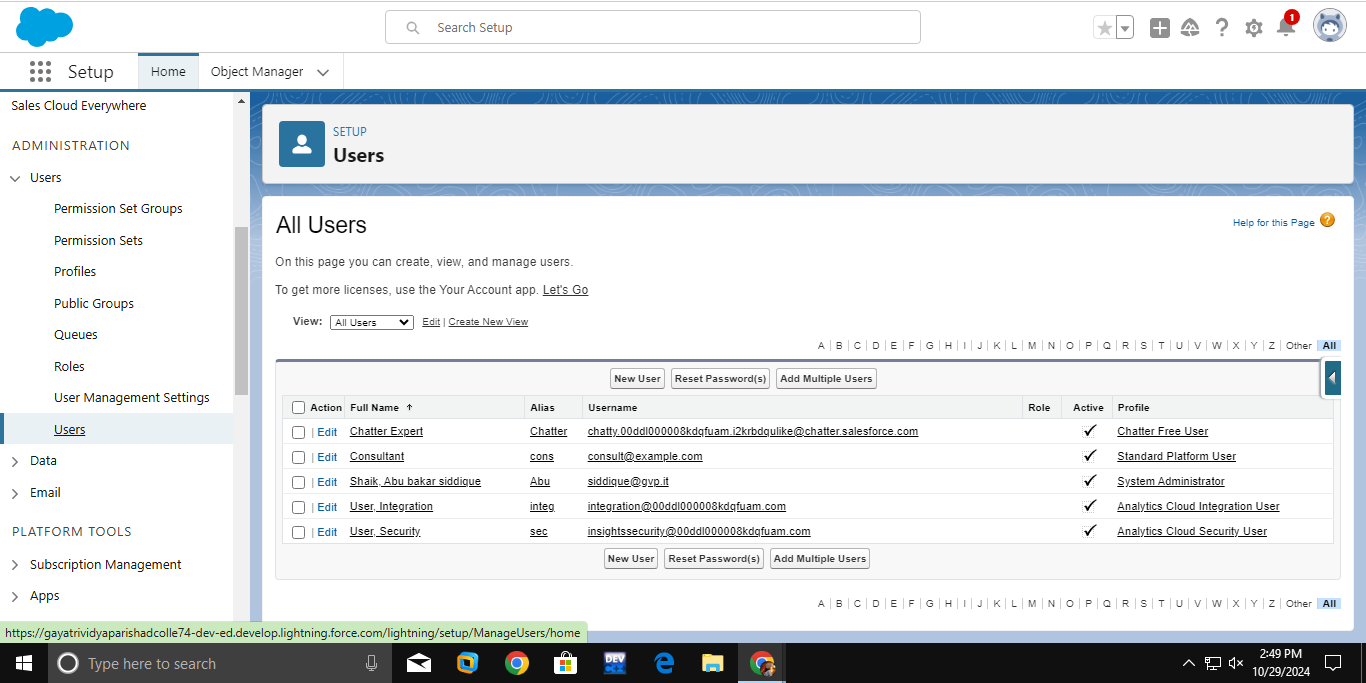 Search Setup
1
Setup
Home
Object Manager
Sales Cloud Everywhere
ADMINISTRATION
Users
Permission Set Groups
Permission Sets
Profiles
Public Groups
Queues
Roles
User Management Settings
Users
Data
Email
PLATFORM TOOLS
Subscription Management
Apps
SETUP
Users
All Users
Help for this Page ?
On this page you can create, view, and manage users.
To get more licenses, use the Your Account app. Let's Go
View: All Users Edit | Create New View
A | B | C | D | E | F | G | H | I | J | K | L | M | N | O | P | Q | R | S | T | U | V | W | X | Y | Z | Other All
New User Reset Password(s) Add Multiple Users
Action Full Name ↑ Alias Username Role Active Profile
| Edit Chatter Expert Chatter chatty.00ddl000008kdqfuam.i2krbdqulike@chatter.salesforce.com ✓ Chatter Free User
| Edit Consultant cons consult@example.com ✓ Standard Platform User
| Edit Shaik, Abu bakar siddique Abu siddique@gvp.it ✓ System Administrator
| Edit User, Integration integ integration@00ddl000008kdqfuam.com ✓ Analytics Cloud Integration User
| Edit User, Security sec insightssecurity@00ddl000008kdqfuam.com ✓ Analytics Cloud Security User
New User Reset Password(s) Add Multiple Users
A | B | C | D | E | F | G | H | I | J | K | L | M | N | O | P | Q | R | S | T | U | V | W | X | Y | Z | Other All
https://gayatrividyaparishadcolle74-dev-ed.develop.lightning.force.com/lightning/setup/ManageUsers/home
Type here to search
DEV
2:49 PM
10/29/2024